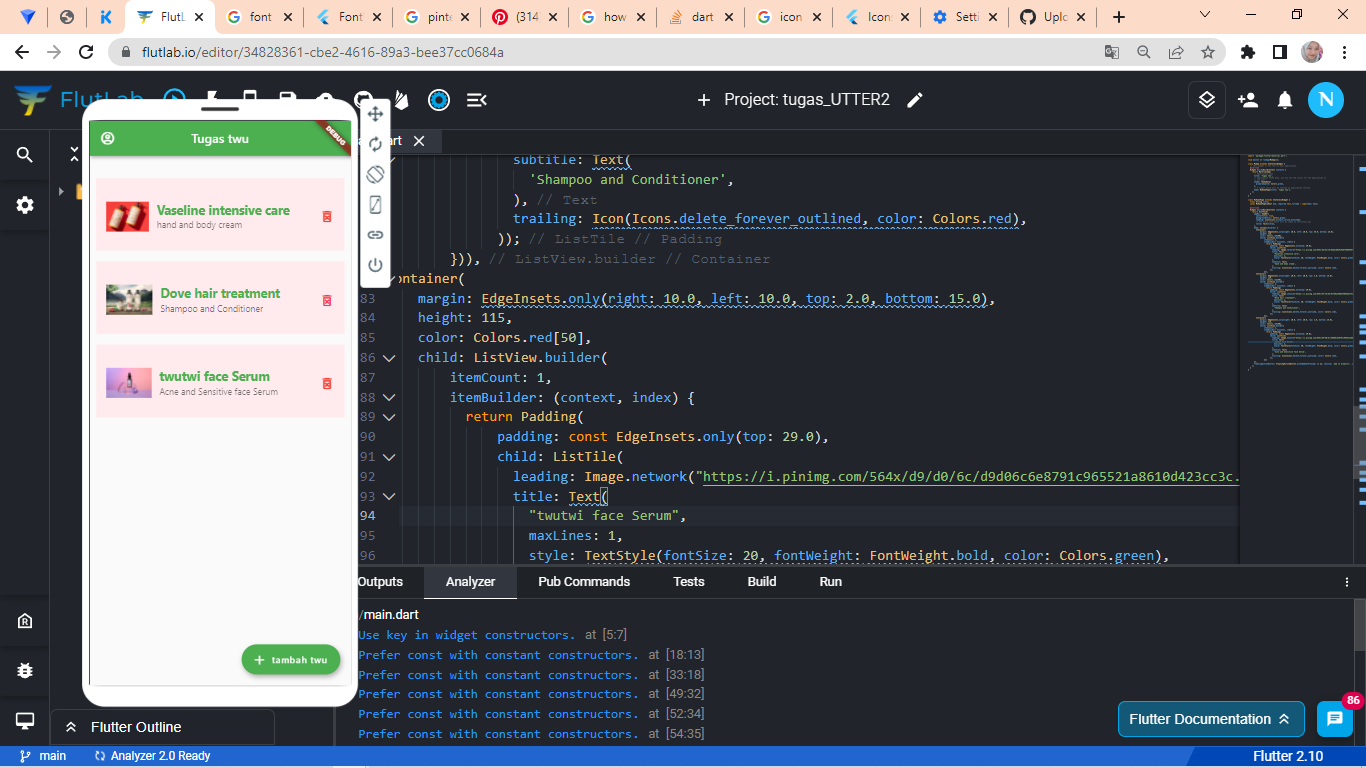 FlutL
font
Font
pinte
(314
how
dart
icon
Icon
Setti
Uplo
flutlab.io/editor/34828361-cbe2-4616-89a3-bee37cc0684a
FlutLab
Project: tugas_UTTER2
N
art
Tugas twu
DEBUG
Vaseline intensive care
hand and body cream
Dove hair treatment
Shampoo and Conditioner
twutwi face Serum
Acne and Sensitive face Serum
+ tambah twu
subtitle: Text(
'Shampoo and Conditioner',
), // Text
trailing: Icon(Icons.delete_forever_outlined, color: Colors.red),
)); // ListTile // Padding
})), // ListView.builder // Container
ontainer(
83 margin: EdgeInsets.only(right: 10.0, left: 10.0, top: 2.0, bottom: 15.0),
84 height: 115,
85 color: Colors.red[50],
86 child: ListView.builder(
87 itemCount: 1,
88 itemBuilder: (context, index) {
89 return Padding(
90 padding: const EdgeInsets.only(top: 29.0),
91 child: ListTile(
92 leading: Image.network("https://i.pinimg.com/564x/d9/d0/6c/d9d06c6e8791c965521a8610d423cc3c.
93 title: Text(
94 "twutwi face Serum",
95 maxLines: 1,
96 style: TextStyle(fontSize: 20, fontWeight: FontWeight.bold, color: Colors.green),
Outputs Analyzer Pub Commands Tests Build Run
/main.dart
Use key in widget constructors. at [5:7]
Prefer const with constant constructors. at [18:13]
Prefer const with constant constructors. at [33:18]
Prefer const with constant constructors. at [49:32]
Prefer const with constant constructors. at [52:34]
Prefer const with constant constructors. at [54:35]
Flutter Documentation
86
Flutter Outline
main
Analyzer 2.0 Ready
Flutter 2.10